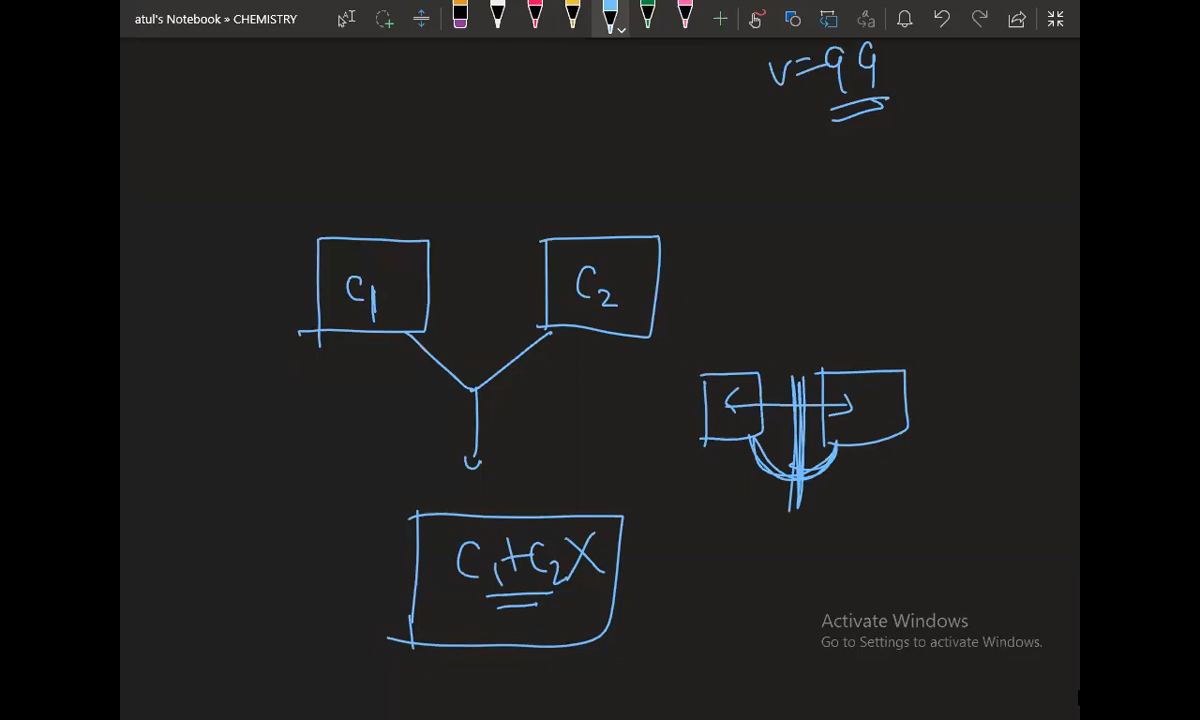 atul's Notebook » CHEMISTRY
v=99
C1
C2
C1+C2X
Activate Windows
Go to Settings to activate Windows.